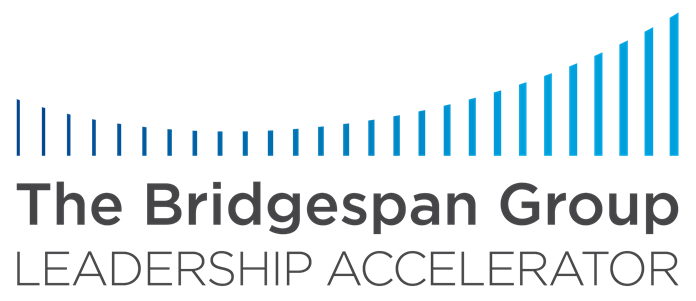 The Bridgespan Group
LEADERSHIP ACCELERATOR